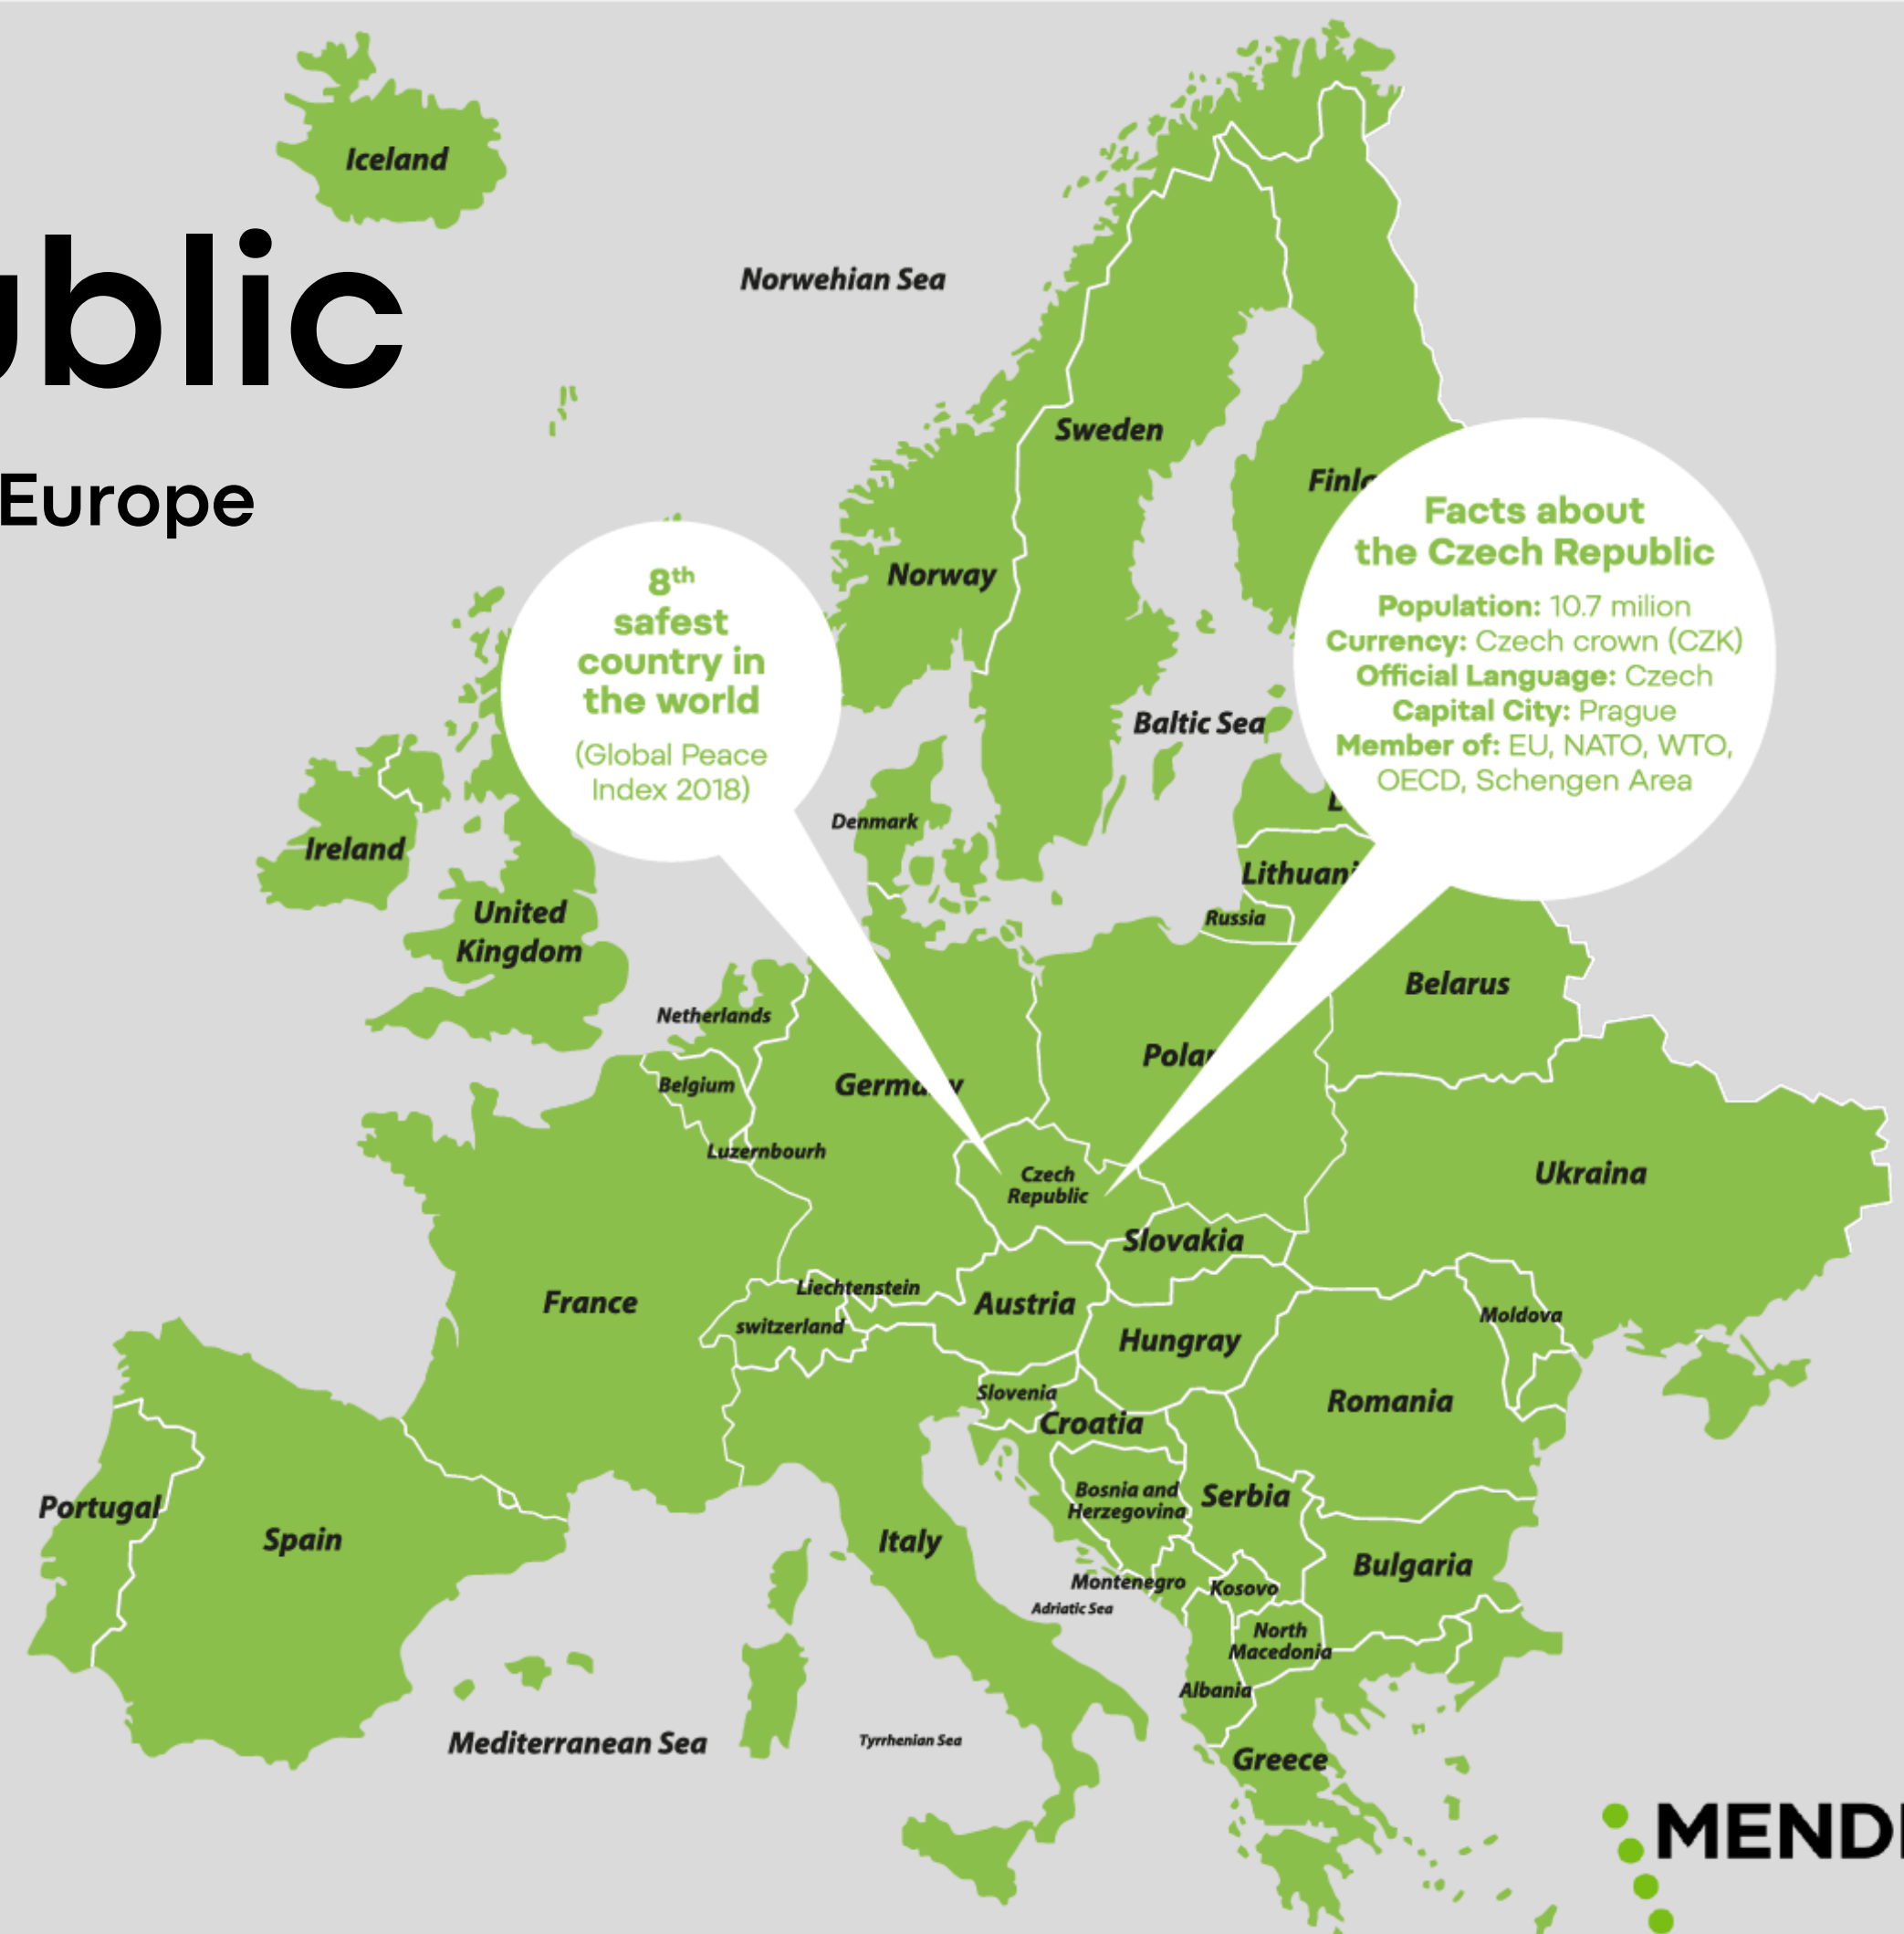 Iceland
ublic
Norwehian Sea
Europe
Sweden
Finl
Norway
8th
safest
country in
the world
(Global Peace
Index 2018)
Facts about
the Czech Republic
Population: 10.7 milion
Currency: Czech crown (CZK)
Official Language: Czech
Capital City: Prague
Member of: EU, NATO, WTO,
OECD, Schengen Area
Baltic Sea
Denmark
Ireland
Lithuani
United
Kingdom
Russia
Belarus
Netherlands
Polan
Belgium
Germany
Luzernbourh
Czech
Republic
Ukraina
Slovakia
Liechtenstein
France
Austria
switzerland
Moldova
Hungray
Slovenia
Romania
Croatia
Portugal
Bosnia and
Herzegovina
Serbia
Spain
Italy
Bulgaria
Montenegro
Kosovo
Adriatic Sea
North
Macedonia
Albania
Mediterranean Sea
Tyrrhenian Sea
Greece
MEND